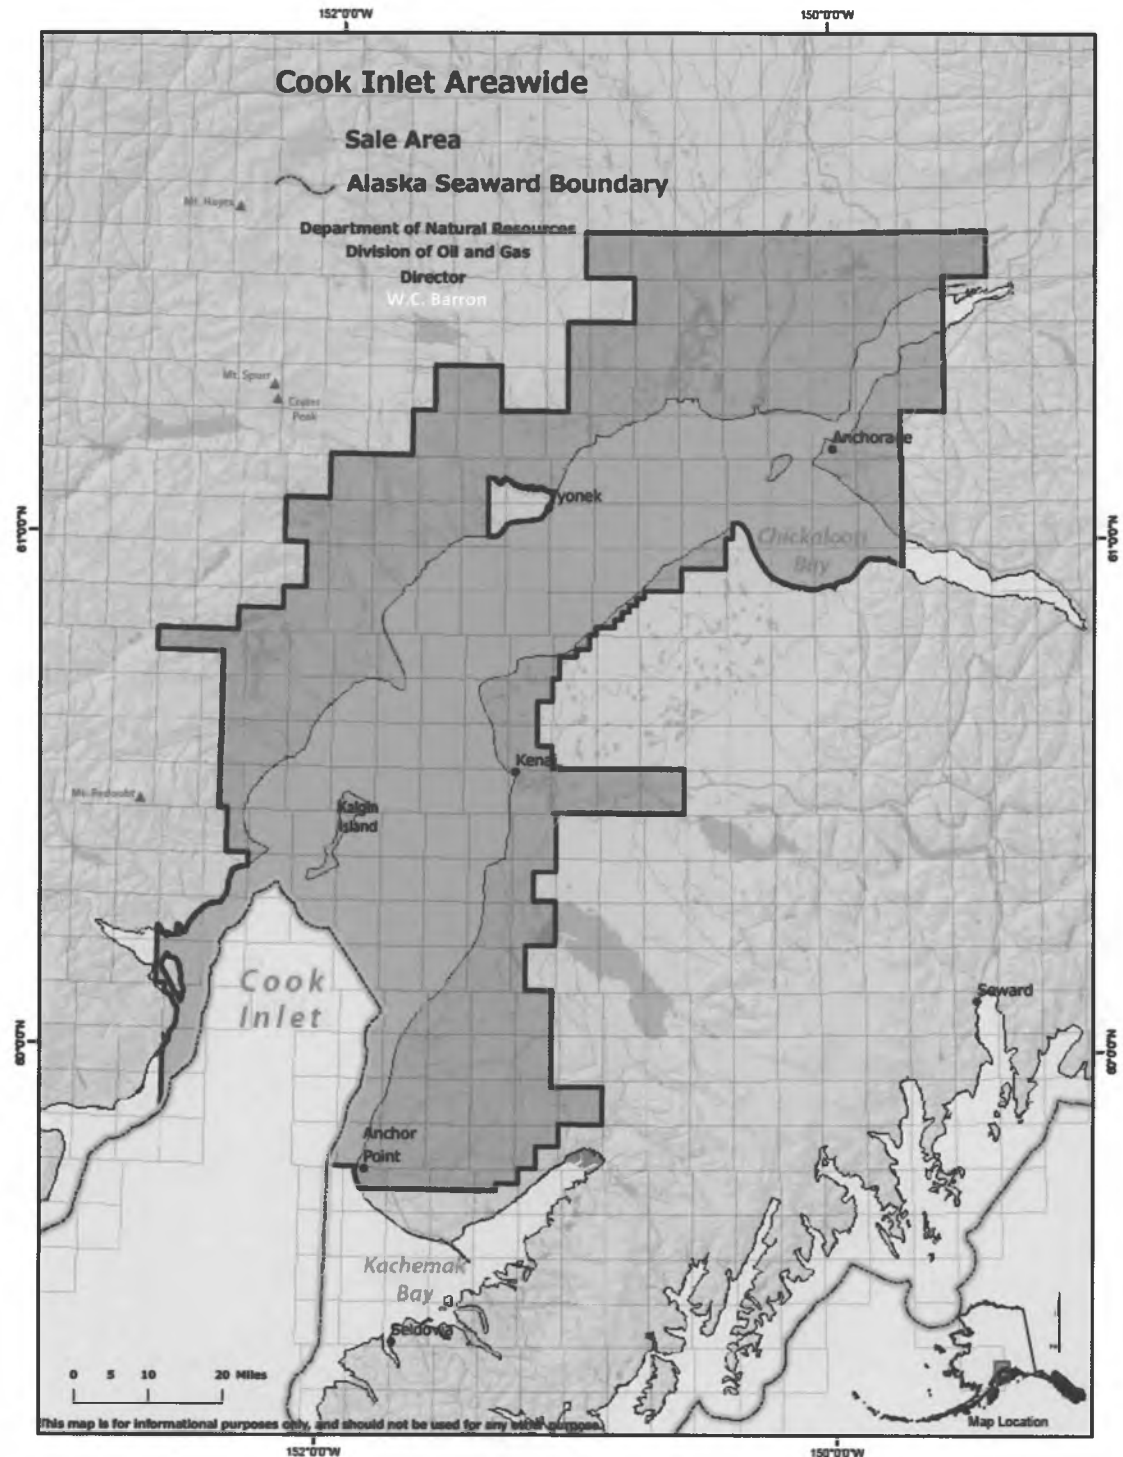 152°0'0"W
150°0'0"W
Cook Inlet Areawide
Sale Area
Alaska Seaward Boundary
Mt. Hayes
Department of Natural Resources
Division of Oil and Gas
Director
W.C. Barron
Mt. Spurr
Crater
Peak
Anchorage
yonek
61°0'0"N
61°0'0"N
Chickaloon
Bay
Kenai
Mt. Redoubt
Kalgin
Island
Cook
Inlet
Seward
60°0'0"N
60°0'0"N
Anchor
Point
Kachemak
Bay
Seldovia
0 5 10 20 Miles
This map is for informational purposes only, and should not be used for any other purpose.
Map Location
152°0'0"W
150°0'0"W